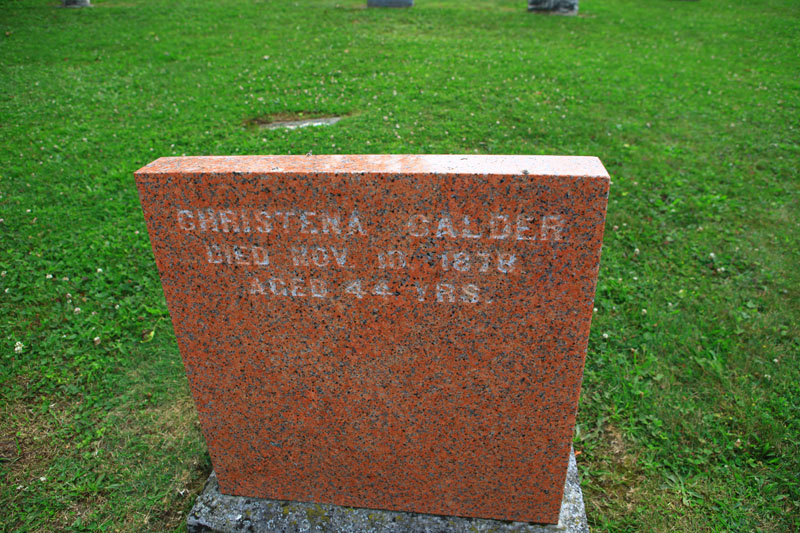 CHRISTENA CALDER
DIED NOV. 10, 1878
AGED 44 YRS.